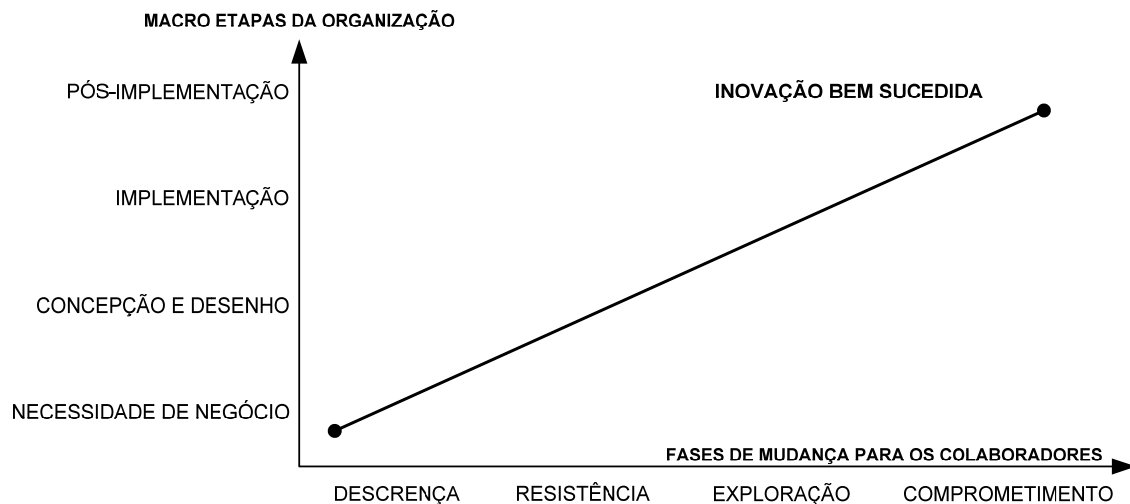 MACRO ETAPAS DA ORGANIZAÇÃO
PÓS-IMPLEMENTAÇÃO
INOVAÇÃO BEM SUCEDIDA
IMPLEMENTAÇÃO
CONCEPÇÃO E DESENHO
NECESSIDADE DE NEGÓCIO
FASES DE MUDANÇA PARA OS COLABORADORES
DESCRENÇA RESISTÊNCIA EXPLORAÇÃO COMPROMETIMENTO